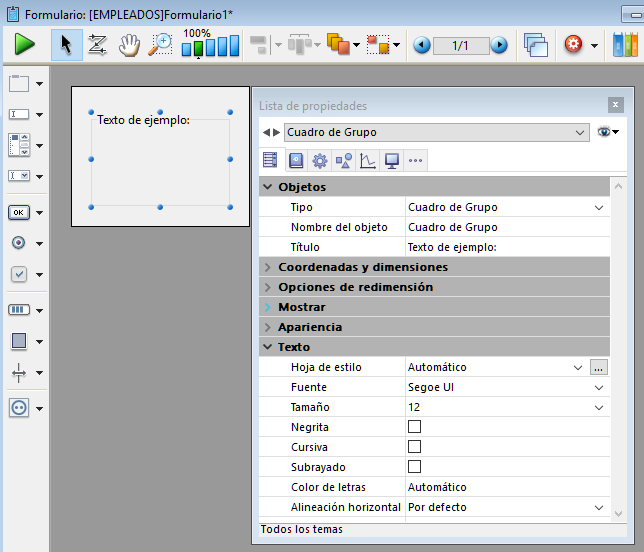 Formulario: [EMPLEADOS]Formulario1*
100%
1/1
Texto de ejemplo:
Lista de propiedades
Cuadro de Grupo
Objetos
Tipo Cuadro de Grupo
Nombre del objeto Cuadro de Grupo
Título Texto de ejemplo:
Coordenadas y dimensiones
Opciones de redimensión
Mostrar
Apariencia
Texto
Hoja de estilo Automático ...
Fuente Segoe UI
Tamaño 12
Negrita
Cursiva
Subrayado
Color de letras Automático
Alineación horizontal Por defecto
Todos los temas
OK